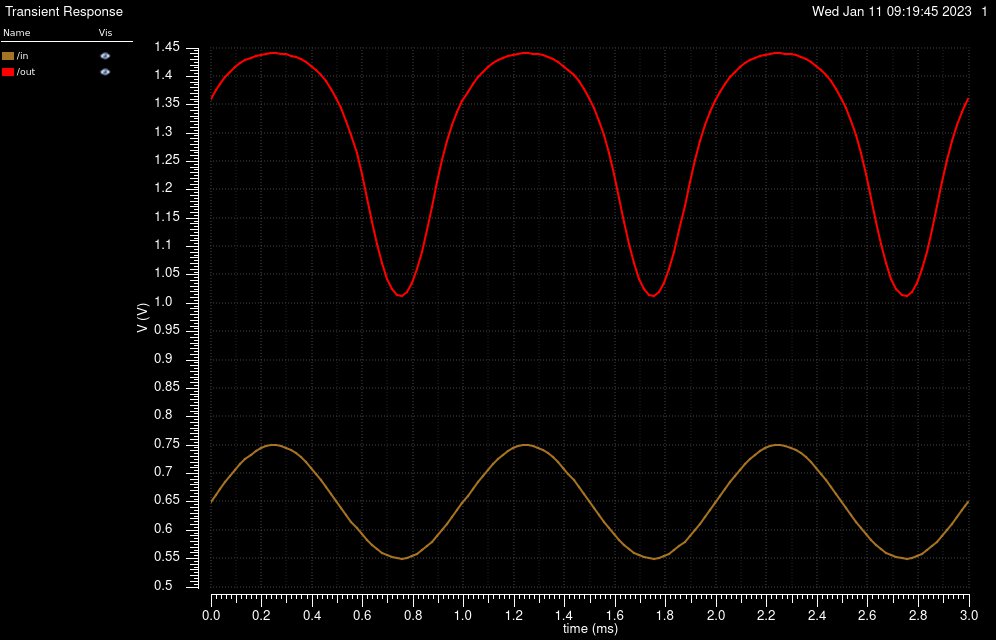 Transient Response
Wed Jan 11 09:19:45 2023 1
Name Vis
/in
/out
V (V)
1.45
1.4
1.35
1.3
1.25
1.2
1.15
1.1
1.05
1.0
0.95
0.9
0.85
0.8
0.75
0.7
0.65
0.6
0.55
0.5
0.0 0.2 0.4 0.6 0.8 1.0 1.2 1.4 1.6 1.8 2.0 2.2 2.4 2.6 2.8 3.0
time (ms)